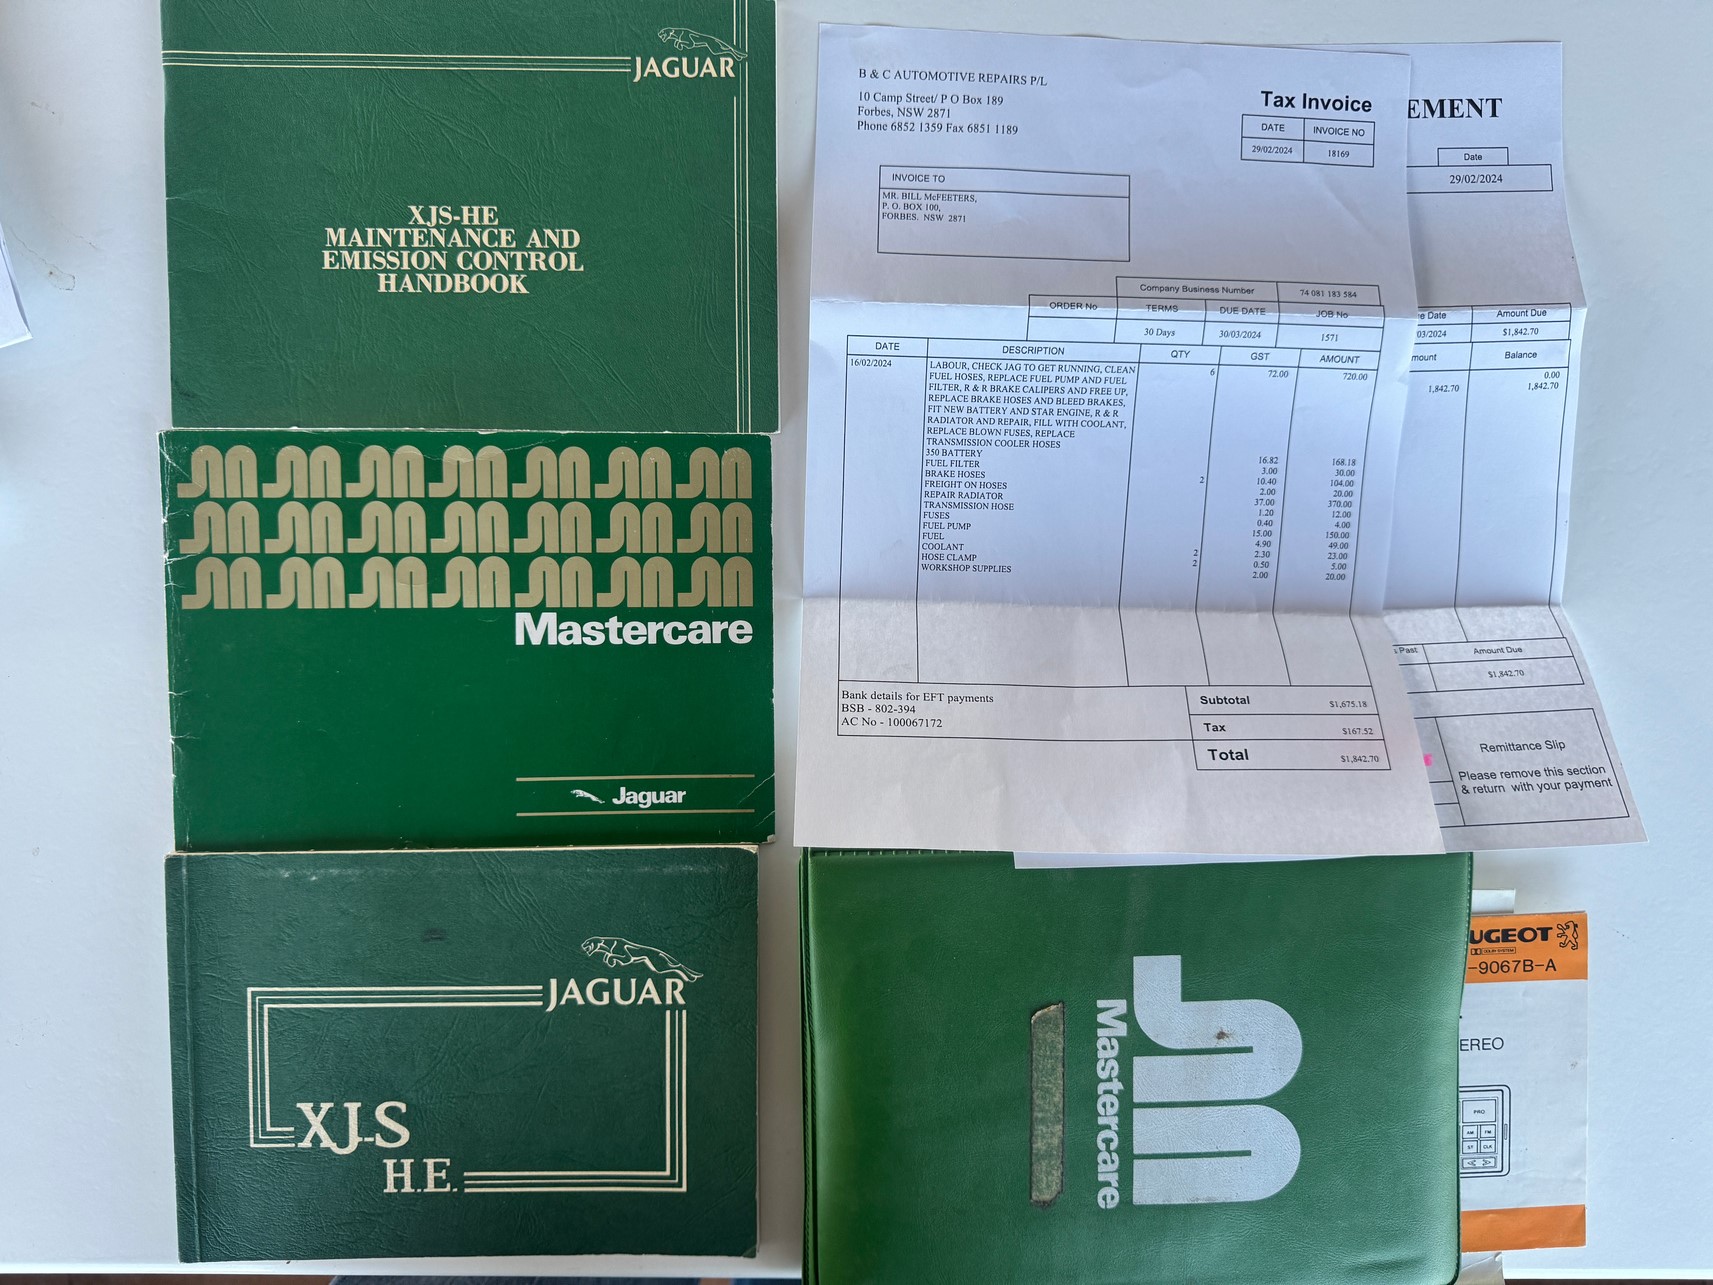 JAGUAR
XJS-HE
MAINTENANCE AND
EMISSION CONTROL
HANDBOOK
Mastercare
Jaguar
JAGUAR
XJ-S
H.E.
B & C AUTOMOTIVE REPAIRS P/L
10 Camp Street/ P O Box 189
Forbes, NSW 2871
Phone 6852 1359 Fax 6851 1189
Tax Invoice
DATE INVOICE NO
29/02/2024 18169
INVOICE TO
MR. BILL McFEETERS,
P. O. BOX 100,
FORBES. NSW 2871
Company Business Number 74 081 183 584
ORDER No TERMS DUE DATE JOB No
30 Days 30/03/2024 1571
DATE DESCRIPTION QTY GST AMOUNT
16/02/2024 LABOUR, CHECK JAG TO GET RUNNING, CLEAN 6 72.00 720.00
FUEL HOSES, REPLACE FUEL PUMP AND FUEL
FILTER, R & R BRAKE CALIPERS AND FREE UP,
REPLACE BRAKE HOSES AND BLEED BRAKES,
FIT NEW BATTERY AND STAR ENGINE, R & R
RADIATOR AND REPAIR, FILL WITH COOLANT,
REPLACE BLOWN FUSES, REPLACE
TRANSMISSION COOLER HOSES
350 BATTERY 16.82 168.18
FUEL FILTER 3.00 30.00
BRAKE HOSES 2 10.40 104.00
FREIGHT ON HOSES 2.00 20.00
REPAIR RADIATOR 37.00 370.00
TRANSMISSION HOSE 1.20 12.00
FUSES 0.40 4.00
FUEL PUMP 15.00 150.00
FUEL 4.90 49.00
COOLANT 2 2.30 23.00
HOSE CLAMP 2 0.50 5.00
WORKSHOP SUPPLIES 2.00 20.00
Bank details for EFT payments
BSB - 802-394
AC No - 100067172
Subtotal $1,675.18
Tax $167.52
Total $1,842.70
EMENT
Date
29/02/2024
e Date Amount Due
03/2024 $1,842.70
mount Balance
0.00
1,842.70 1,842.70
Past Amount Due
$1,842.70
Remittance Slip
Please remove this section
& return with your payment
Mastercare
UGEOT
DOLBY SYSTEM
-9067B-A
EREO
PRO
AM FM
ST CLK